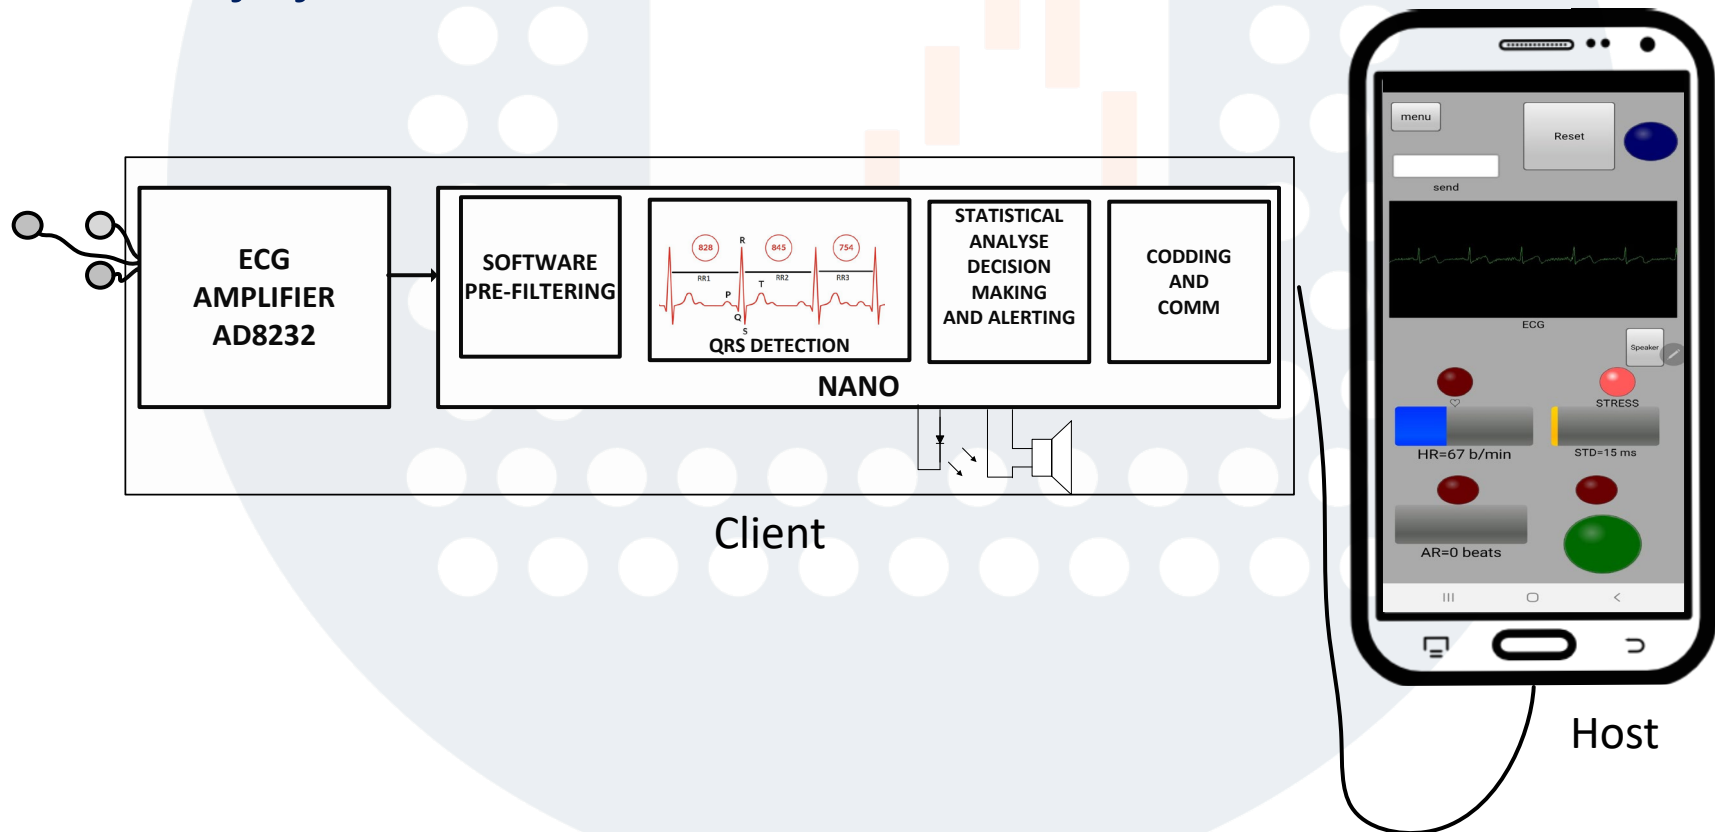 ECG
AMPLIFIER
AD8232
SOFTWARE
PRE-FILTERING
828
845
754
R
RR1
RR2
RR3
P
T
Q
S
QRS DETECTION
STATISTICAL
ANALYSE
DECISION
MAKING
AND ALERTING
CODDING
AND
COMM
NANO
Client
menu
Reset
send
ECG
Speaker
STRESS
HR=67 b/min
STD=15 ms
AR=0 beats
Host